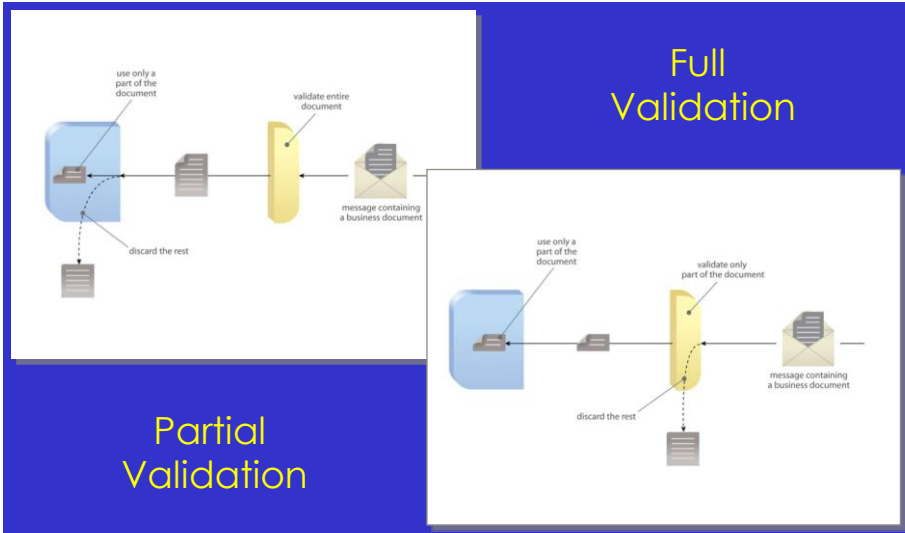 Full
Validation
use only a
part of the
document
validate entire
document
message containing
a business document
discard the rest
use only a
part of the
document
validate only
part of the document
message containing
a business document
discard the rest
Partial
Validation